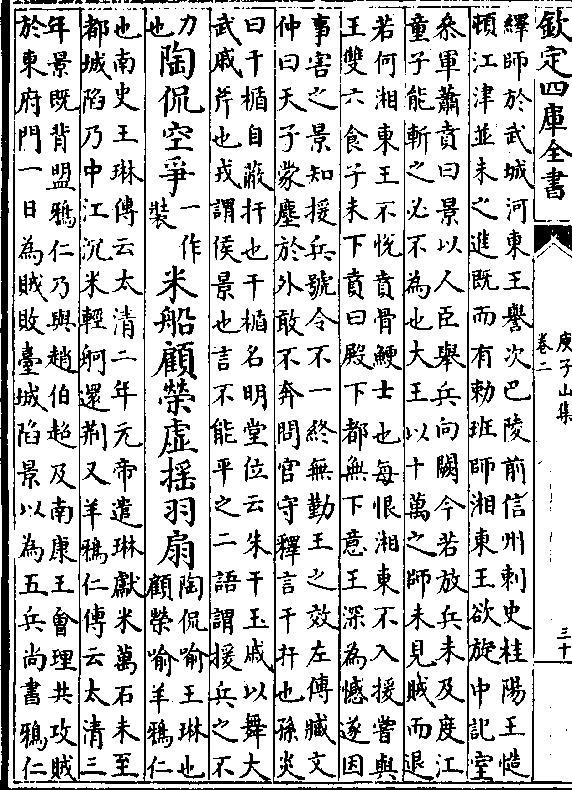 欽定四庫全書
庾子山集
卷二
三十
繹師於武城河東王譽次巴陵前信州刺史桂陽王慥
頓江津並未之進既而有勅班師湘東王欲旋中記室
叅軍蕭賁曰景以人臣舉兵向闕今若放兵未及度江
童子能斬之必不為也大王以十萬之師未見賊而退
若何湘東王不悦賁骨鯁士也每恨湘東不入援嘗與
王雙六食子未下賁曰殿下都無下意王深為憾遂因
事害之景知援兵號令不一終無勤王之效左傳臧文
仲曰天子蒙塵於外敢不奔問官守釋言干扞也孫炎
曰干楯自蔽扞也干楯名明堂位云朱干玉戚以舞大
武戚斧也戎謂侯景也言不能平之二語謂援兵之不
力
也
陶侃空爭
一作
裝
米船顧榮虛揺羽扇
陶侃喻王琳也
顧榮喻羊鴉仁
也南史王琳傳云太清二年元帝遣琳獻米萬石未至
都城陷乃中江沉米輕舸還荆又羊鴉仁傳云太清三
年景既背盟鴉仁乃與趙伯超及南康王會理共攻賊
於東府門一日為賊敗臺城陷景以為五兵尚書鴉仁